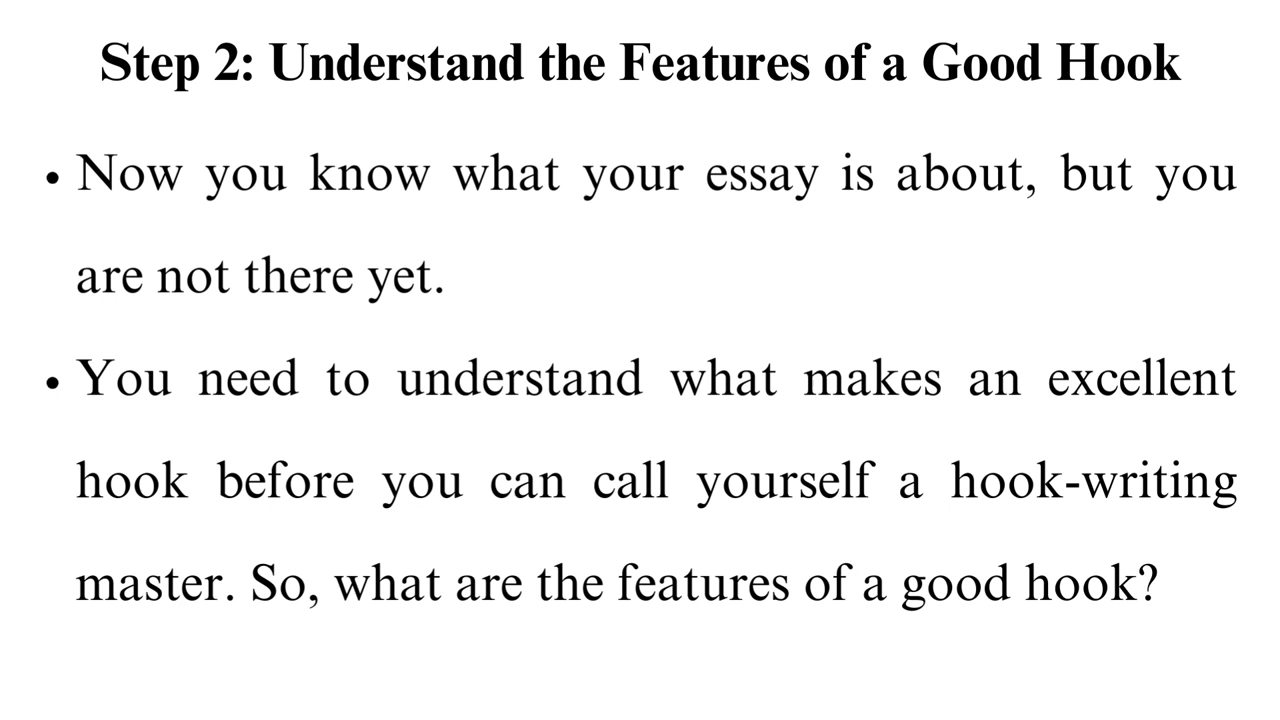 Step 2: Understand the Features of a Good Hook
• Now you know what your essay is about, but you
are not there yet.
• You need to understand what makes an excellent
hook before you can call yourself a hook-writing
master. So, what are the features of a good hook?